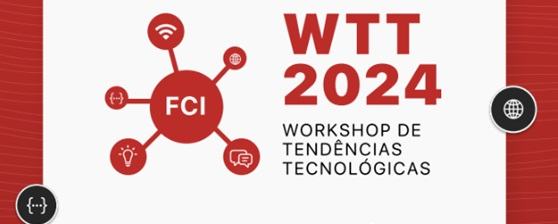 FCI
WTT
2024
WORKSHOP DE
TENDÊNCIAS
TECNOLÓGICAS